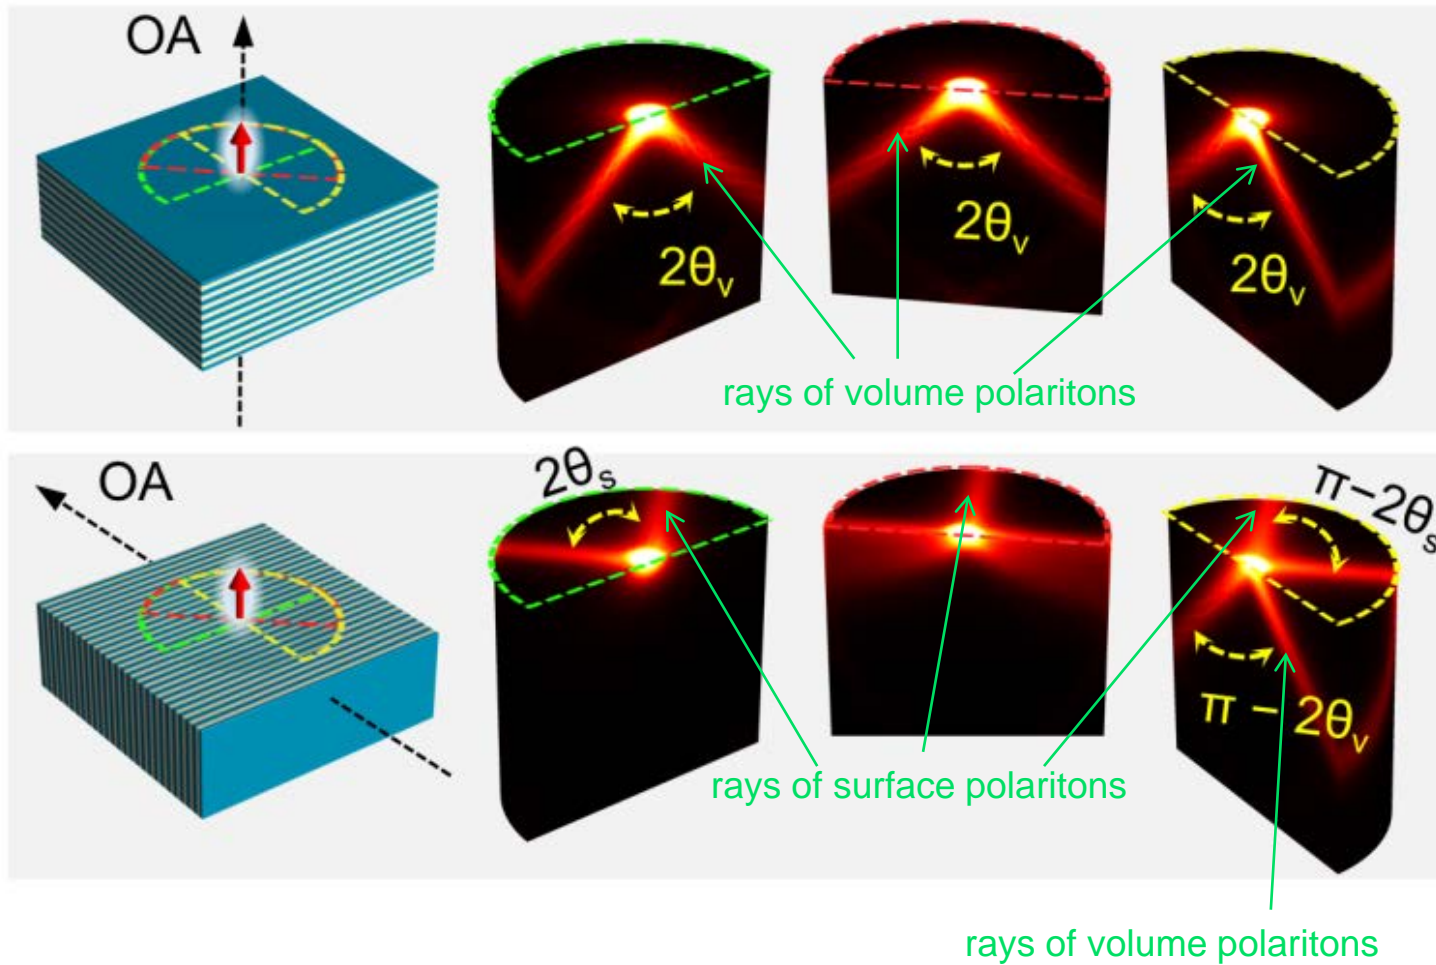 OA
2θv
2θv
2θv
rays of volume polaritons
OA
2θs
π−2θs
π − 2θv
rays of surface polaritons
rays of volume polaritons